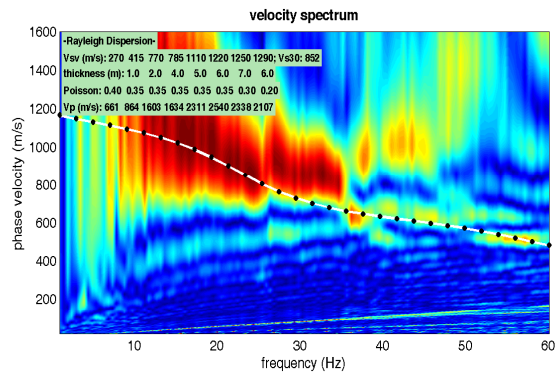 velocity spectrum
-Rayleigh Dispersion-
Vsv (m/s): 270 415 770 785 1110 1220 1250 1290; Vs30: 852
thickness (m): 1.0 2.0 4.0 5.0 6.0 7.0 6.0
Poisson: 0.40 0.35 0.35 0.35 0.35 0.35 0.30 0.20
Vp (m/s): 661 864 1603 1634 2311 2540 2338 2107
phase velocity (m/s)
1600
1400
1200
1000
800
600
400
200
10 20 30 40 50 60
frequency (Hz)